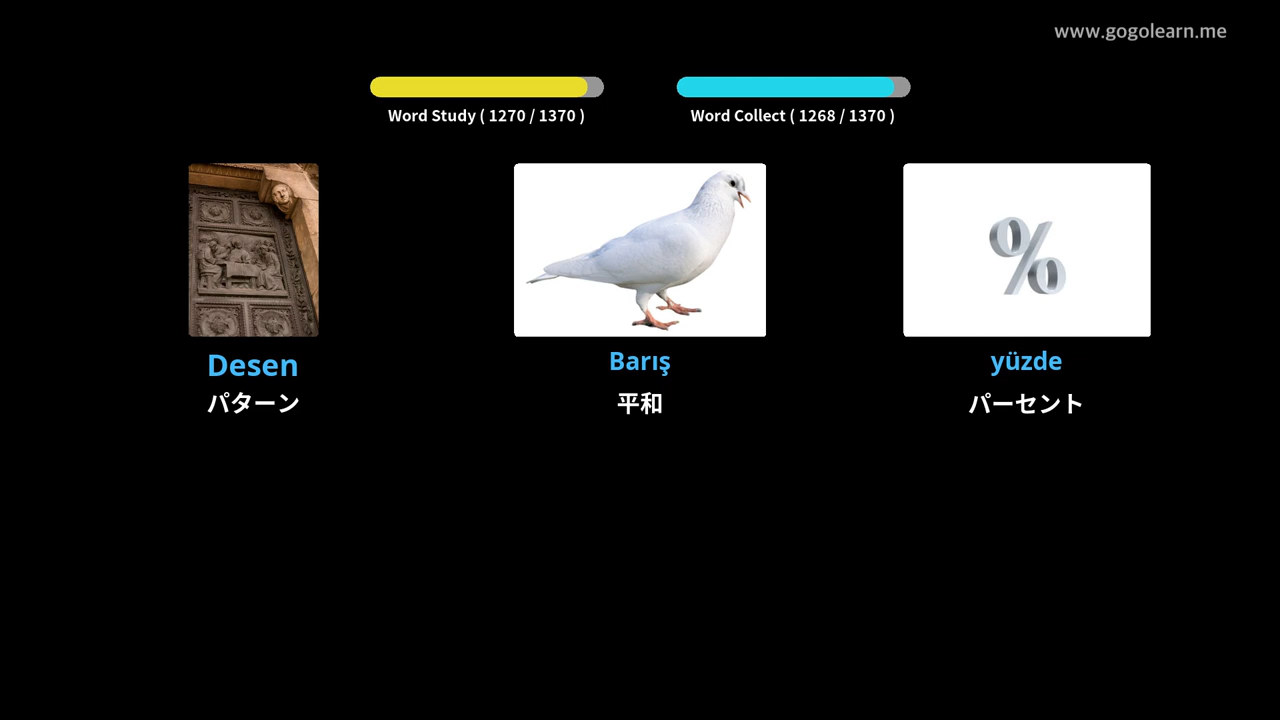 www.gogolearn.me
Word Study ( 1270 / 1370 )
Word Collect ( 1268 / 1370 )
Desen
パターン
Barış
平和
yüzde
パーセント